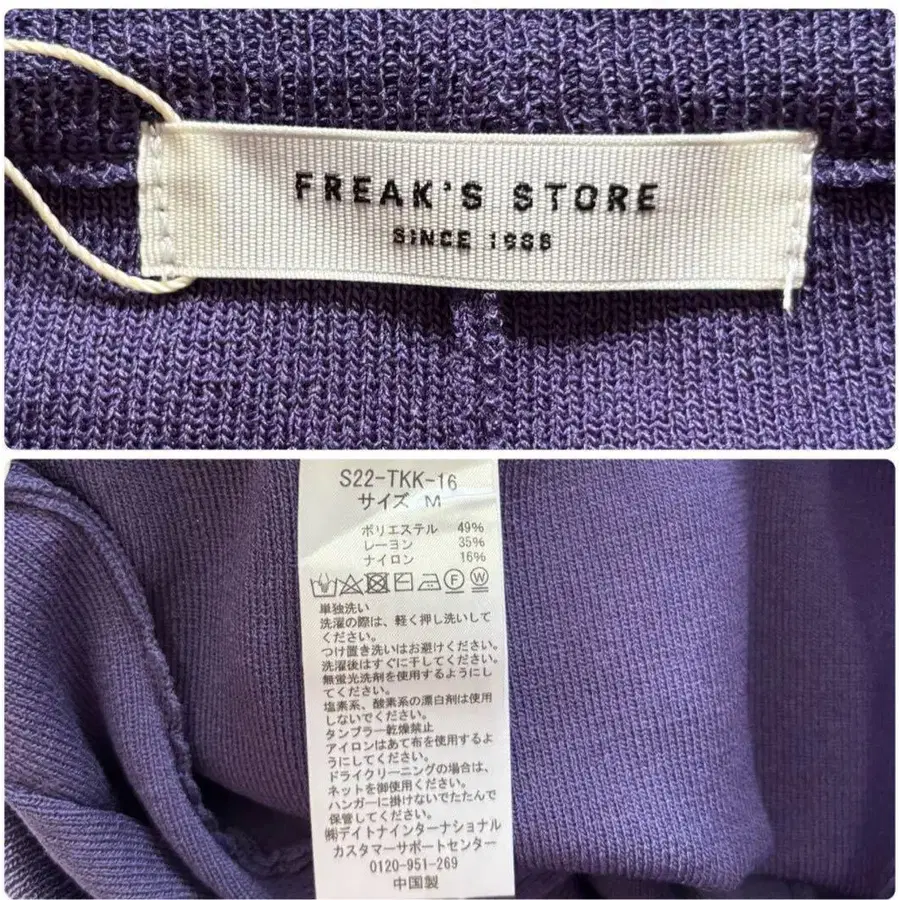 FREAK'S STORE
SINCE 1986
S22-TKK-16
サイズ M
ポリエステル 49%
レーヨン 35%
ナイロン 16%
単独洗い
洗濯の際は、軽く押し洗いして
ください。
つけ置き洗いはお避けください。
洗濯後はすぐに干してください。
無蛍光洗剤を使用するようにし
てください。
塩素系、酸素系の漂白剤は使用
しないでください。
タンブラー乾燥禁止
アイロンはあて布を使用するよ
うにしてください。
ドライクリーニングの場合は、
ネットを御使用ください。
ハンガーに掛けないでたたんで
保管してください。
㈱デイトナインターナショナル
カスタマーサポートセンター
0120-951-269
中国製